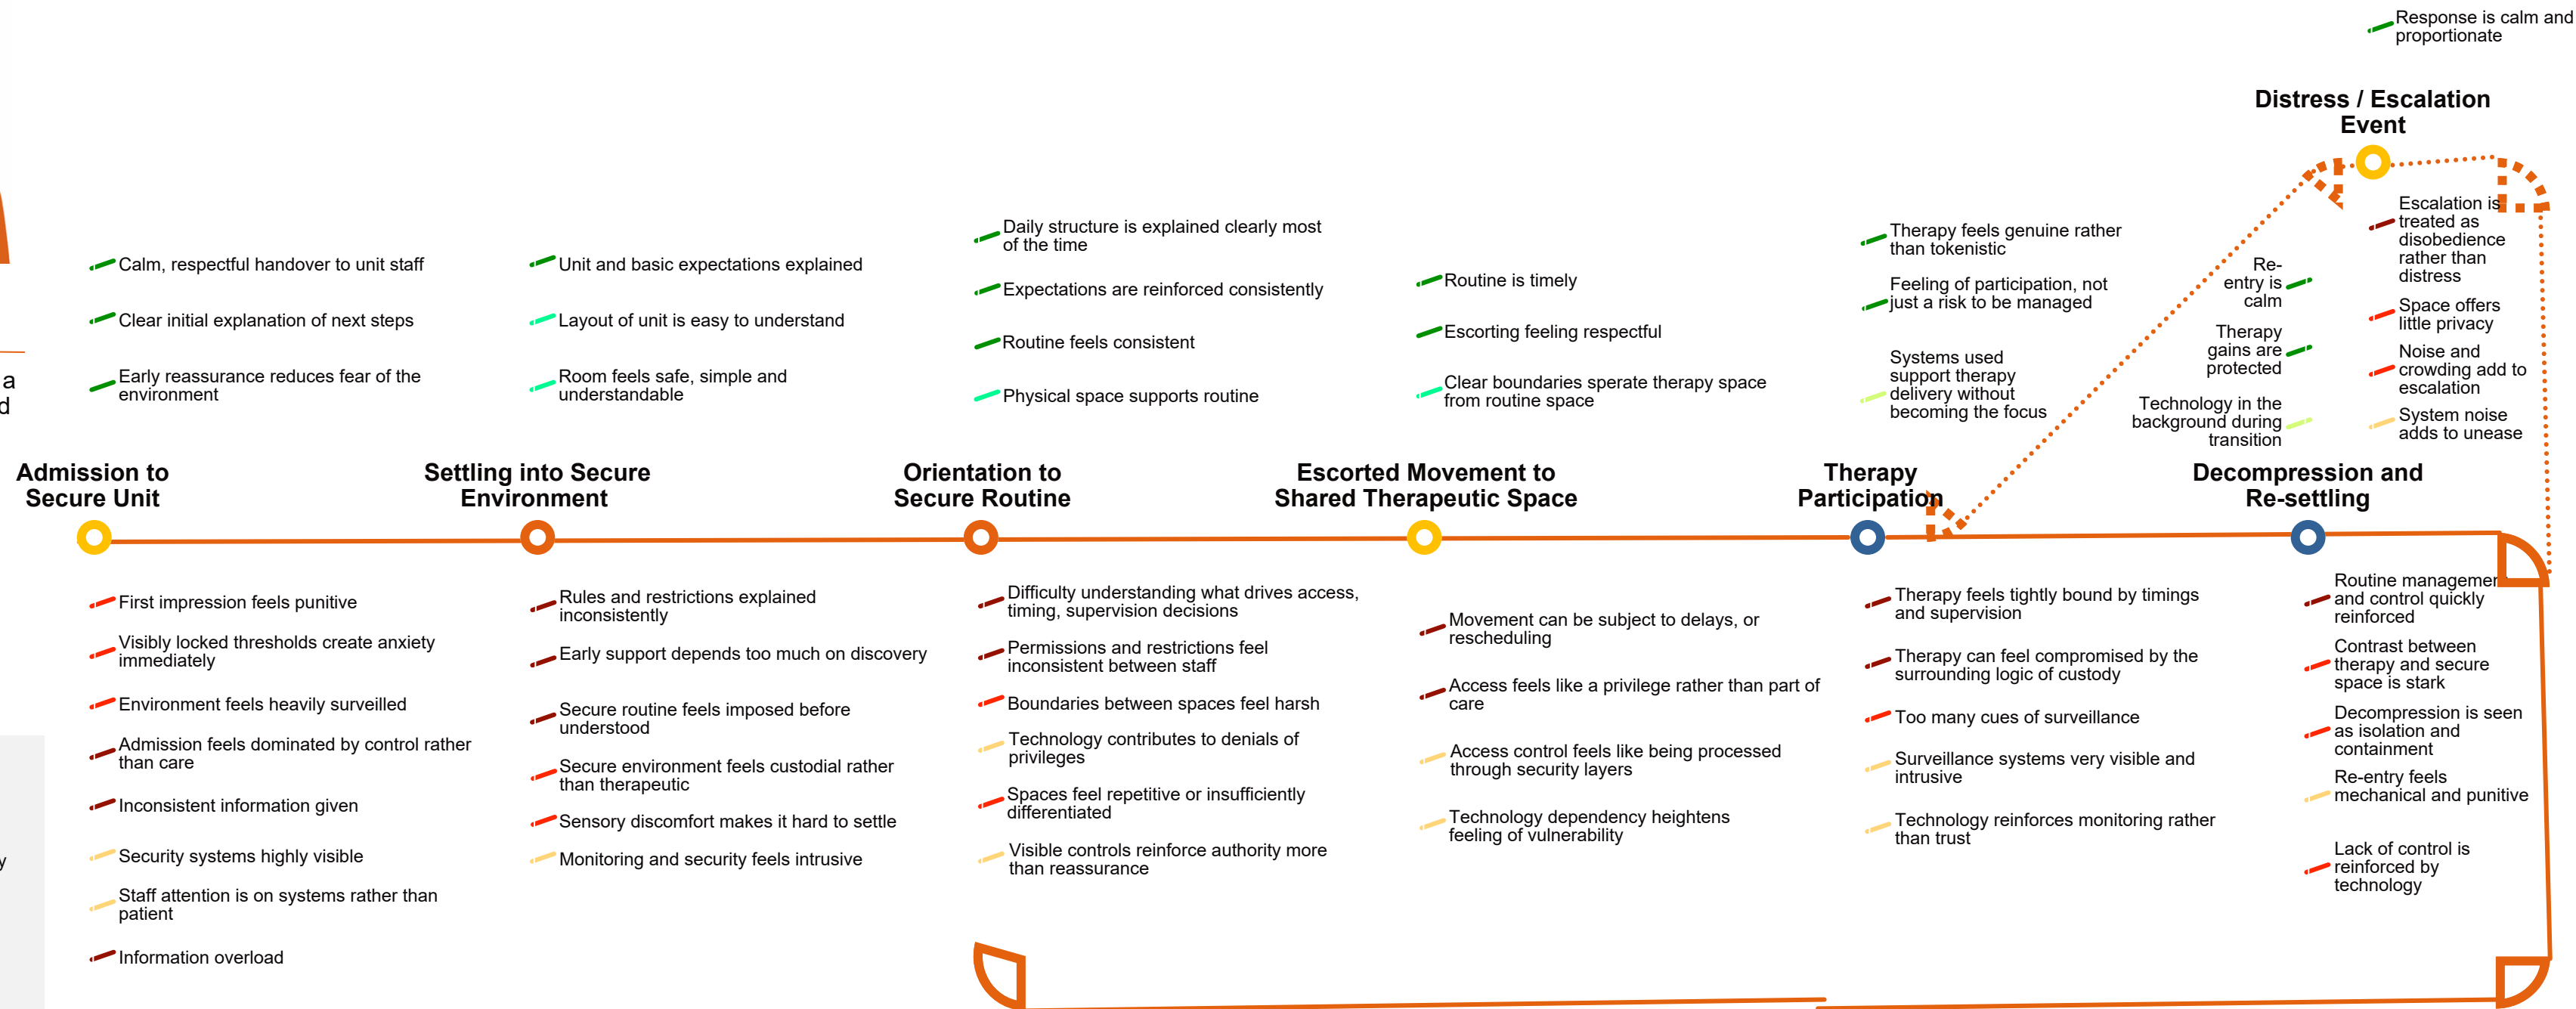 Response is calm and
proportionate
Distress / Escalation
Event
Escalation is
treated as
disobedience
rather than
distress
Space offers
little privacy
Noise and
crowding add to
escalation
System noise
adds to unease
Re-
entry is
calm
Therapy
gains are
protected
Technology in the
background during
transition
a
d
y
Calm, respectful handover to unit staff
Clear initial explanation of next steps
Early reassurance reduces fear of the
environment
Admission to
Secure Unit
First impression feels punitive
Visibly locked thresholds create anxiety
immediately
Environment feels heavily surveilled
Admission feels dominated by control rather
than care
Inconsistent information given
Security systems highly visible
Staff attention is on systems rather than
patient
Information overload
Unit and basic expectations explained
Layout of unit is easy to understand
Room feels safe, simple and
understandable
Settling into Secure
Environment
Rules and restrictions explained
inconsistently
Early support depends too much on discovery
Secure routine feels imposed before
understood
Secure environment feels custodial rather
than therapeutic
Sensory discomfort makes it hard to settle
Monitoring and security feels intrusive
Daily structure is explained clearly most
of the time
Expectations are reinforced consistently
Routine feels consistent
Physical space supports routine
Orientation to
Secure Routine
Difficulty understanding what drives access,
timing, supervision decisions
Permissions and restrictions feel
inconsistent between staff
Boundaries between spaces feel harsh
Technology contributes to denials of
privileges
Spaces feel repetitive or insufficiently
differentiated
Visible controls reinforce authority more
than reassurance
Routine is timely
Escorting feeling respectful
Clear boundaries sperate therapy space
from routine space
Escorted Movement to
Shared Therapeutic Space
Movement can be subject to delays, or
rescheduling
Access feels like a privilege rather than part of
care
Access control feels like being processed
through security layers
Technology dependency heightens
feeling of vulnerability
Therapy feels genuine rather
than tokenistic
Feeling of participation, not
just a risk to be managed
Systems used
support therapy
delivery without
becoming the focus
Therapy
Participation
Therapy feels tightly bound by timings
and supervision
Therapy can feel compromised by the
surrounding logic of custody
Too many cues of surveillance
Surveillance systems very visible and
intrusive
Technology reinforces monitoring rather
than trust
Decompression and
Re-settling
Routine managemen
and control quickly
reinforced
Contrast between
therapy and secure
space is stark
Decompression is seen
as isolation and
containment
Re-entry feels
mechanical and punitive
Lack of control is
reinforced by
technology